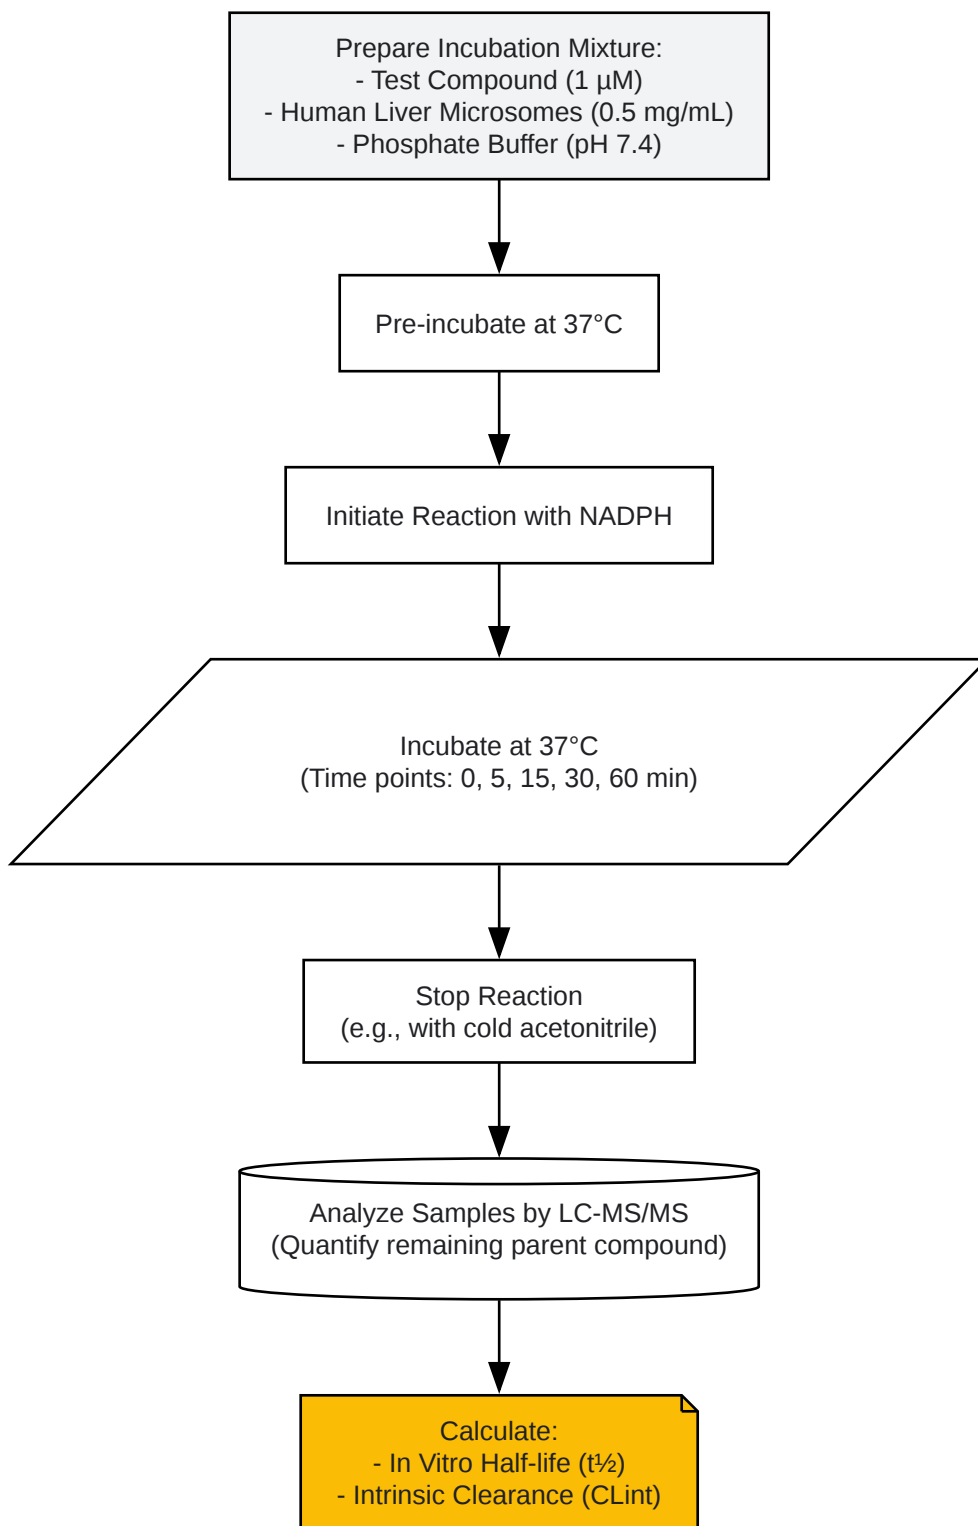 Prepare Incubation Mixture:
- Test Compound (1 µM)
- Human Liver Microsomes (0.5 mg/mL)
- Phosphate Buffer (pH 7.4)
Pre-incubate at 37°C
Initiate Reaction with NADPH
Incubate at 37°C
(Time points: 0, 5, 15, 30, 60 min)
Stop Reaction
(e.g., with cold acetonitrile)
Analyze Samples by LC-MS/MS
(Quantify remaining parent compound)
Calculate:
- In Vitro Half-life (t½)
- Intrinsic Clearance (CLint)